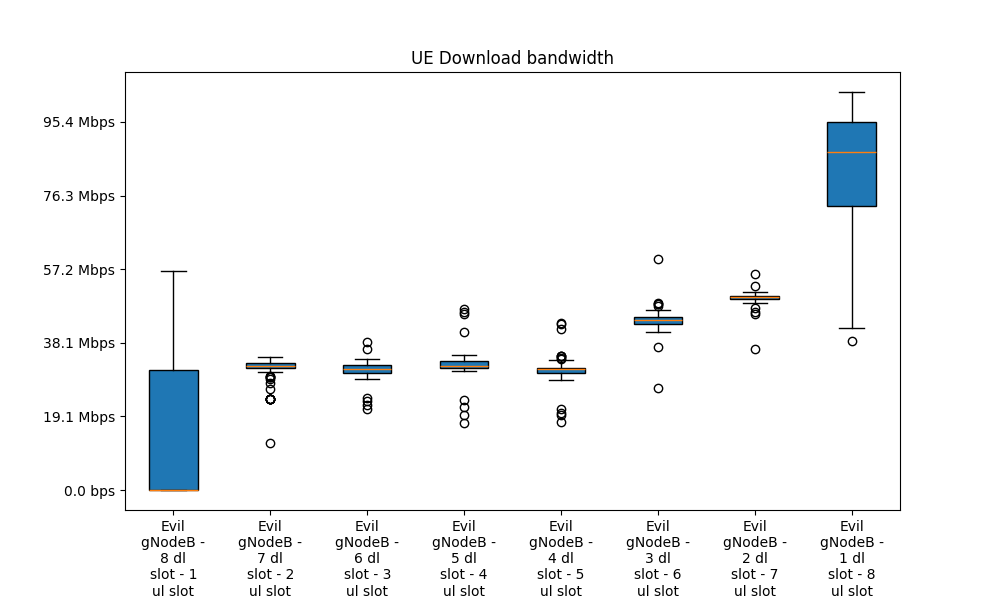 UE Download bandwidth
95.4 Mbps
76.3 Mbps
57.2 Mbps
38.1 Mbps
19.1 Mbps
0.0 bps
Evil
gNodeB -
8 dl
slot - 1
ul slot
Evil
gNodeB -
7 dl
slot - 2
ul slot
Evil
gNodeB -
6 dl
slot - 3
ul slot
Evil
gNodeB -
5 dl
slot - 4
ul slot
Evil
gNodeB -
4 dl
slot - 5
ul slot
Evil
gNodeB -
3 dl
slot - 6
ul slot
Evil
gNodeB -
2 dl
slot - 7
ul slot
Evil
gNodeB -
1 dl
slot - 8
ul slot